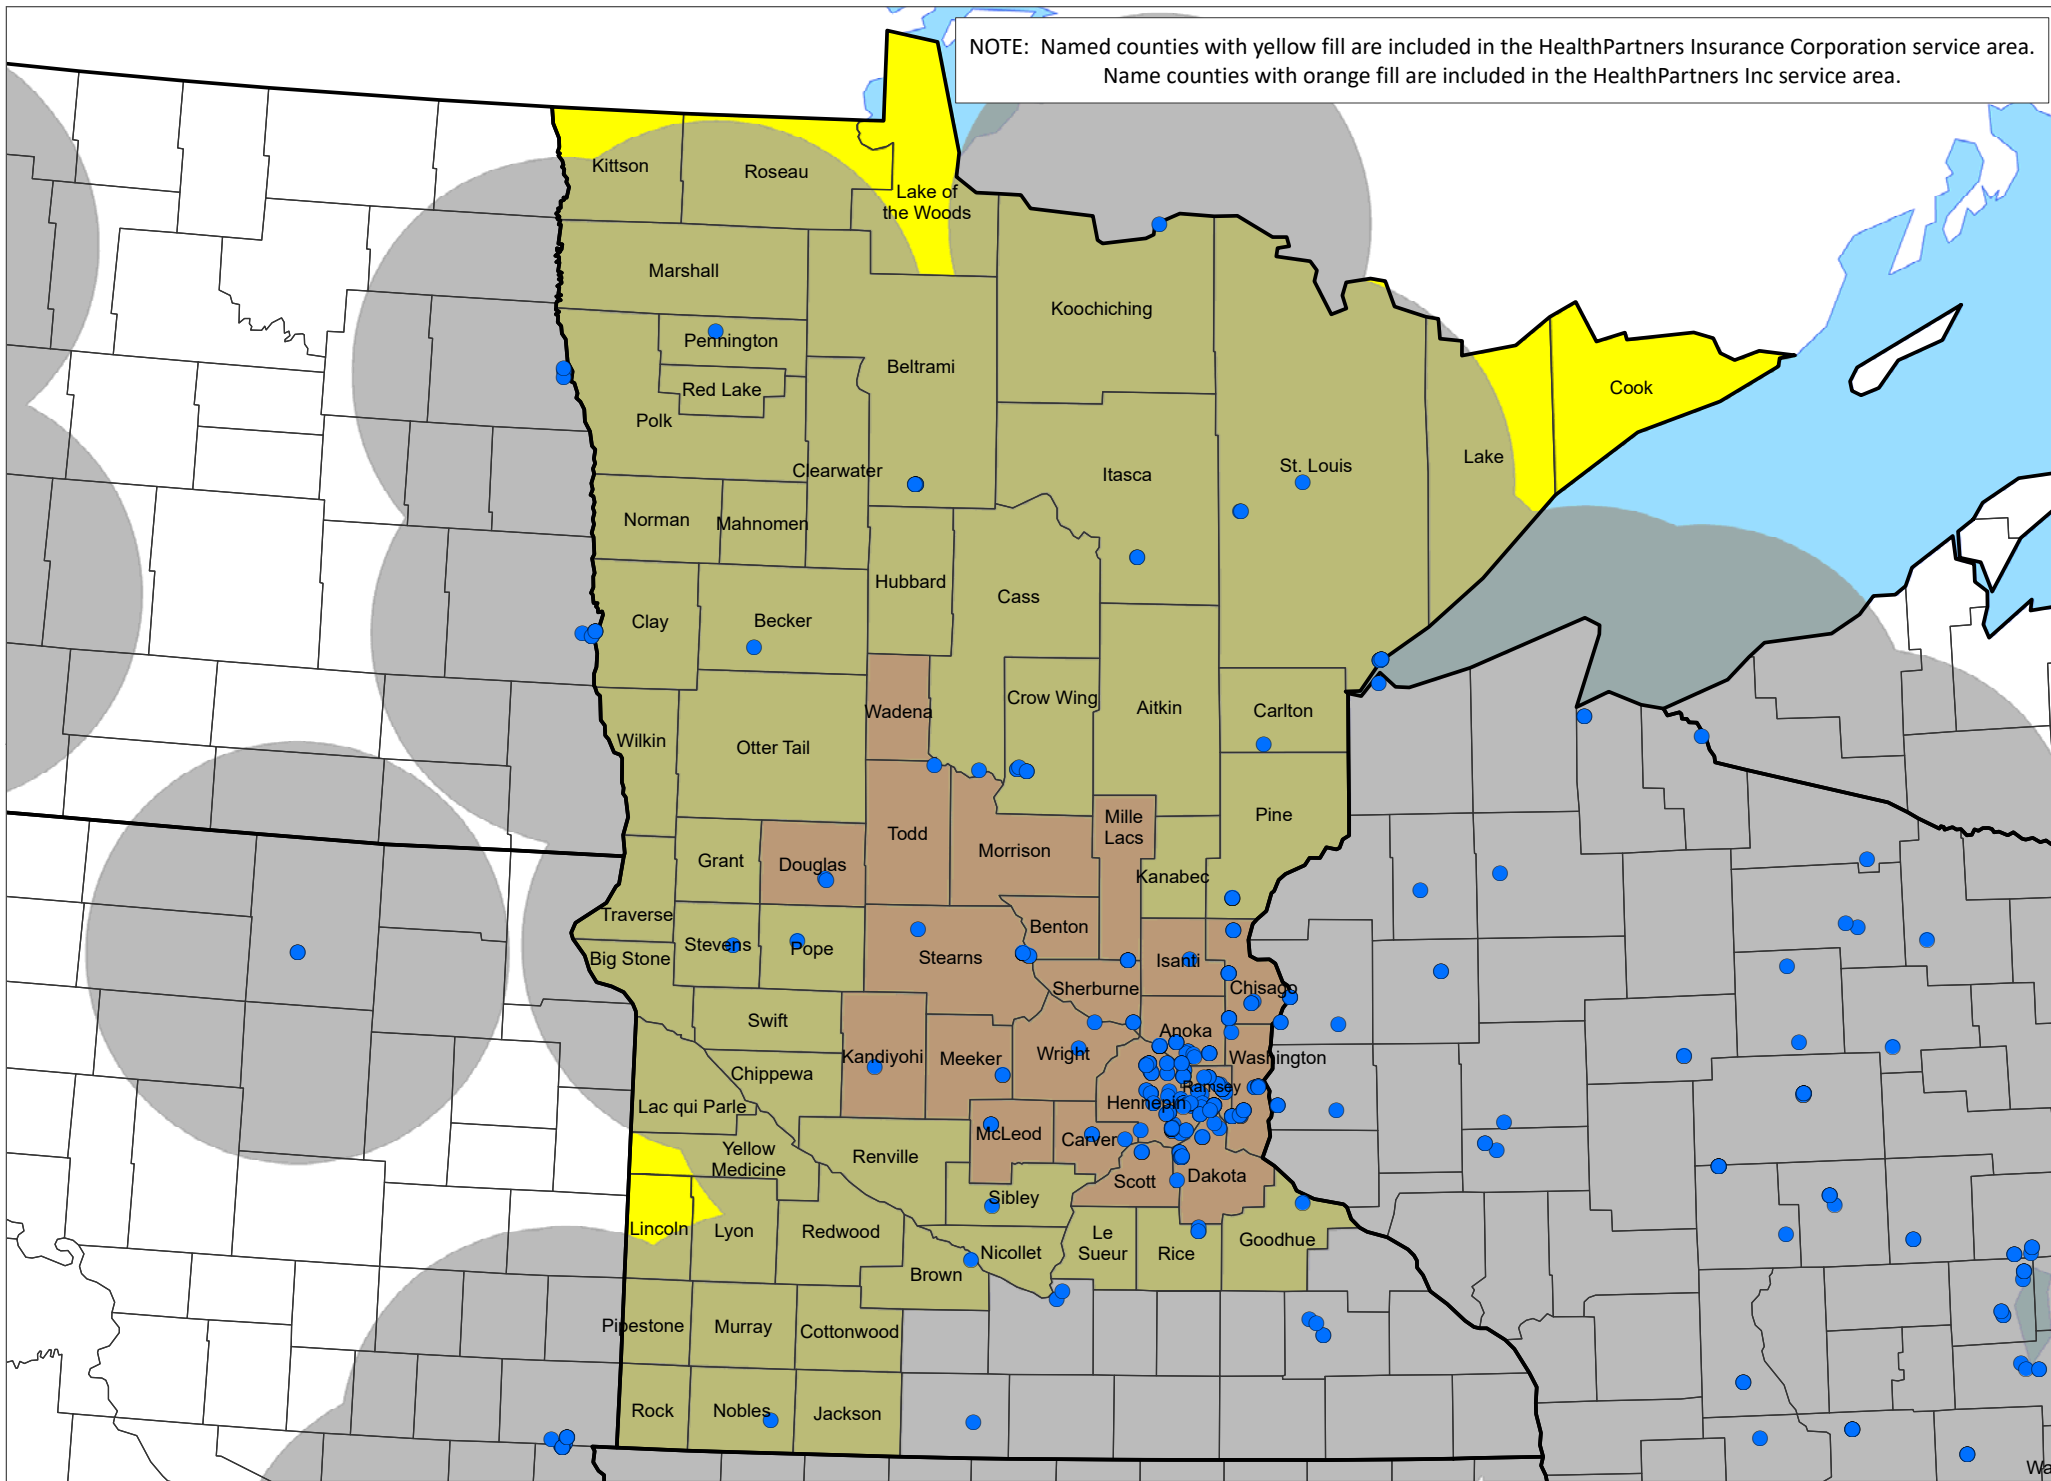 NOTE:  Named counties with yellow fill are included in the HealthPartners Insurance Corporation service area.
Name counties with orange fill are included in the HealthPartners Inc service area.
Kittson
Roseau
Lake of
the Woods
Marshall
Koochiching
Pennington
Beltrami
Red Lake
Cook
Polk
Lake
St. Louis
Clearwater
Itasca
Norman
Mahnomen
Hubbard
Cass
Clay
Becker
Crow Wing
Aitkin
Carlton
Wadena
Wilkin
Otter Tail
Mille
Lacs
Pine
Todd
Morrison
Grant
Douglas
Kanabec
Traverse
Benton
Stevens
Pope
Big Stone
Stearns
Isanti
Sherburne
Chisago
Swift
Anoka
Kandiyohi
Meeker
Wright
Washington
Chippewa
Ramsey
Lac qui Parle
Hennepin
McLeod
Carver
Yellow
Medicine
Renville
Scott
Dakota
Sibley
Lincoln
Lyon
Redwood
Le
Sueur
Rice
Goodhue
Nicollet
Brown
Pipestone
Murray
Cottonwood
Rock
Nobles
Jackson